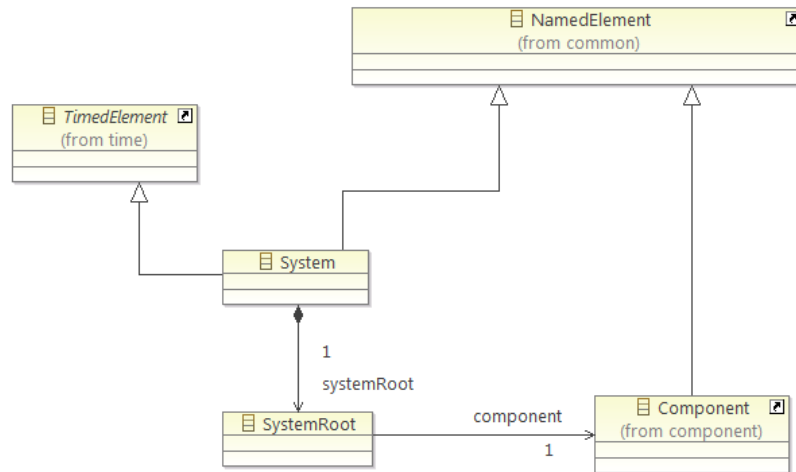 NamedElement
(from common)
TimedElement
(from time)
System
1
systemRoot
SystemRoot
component
1
Component
(from component)